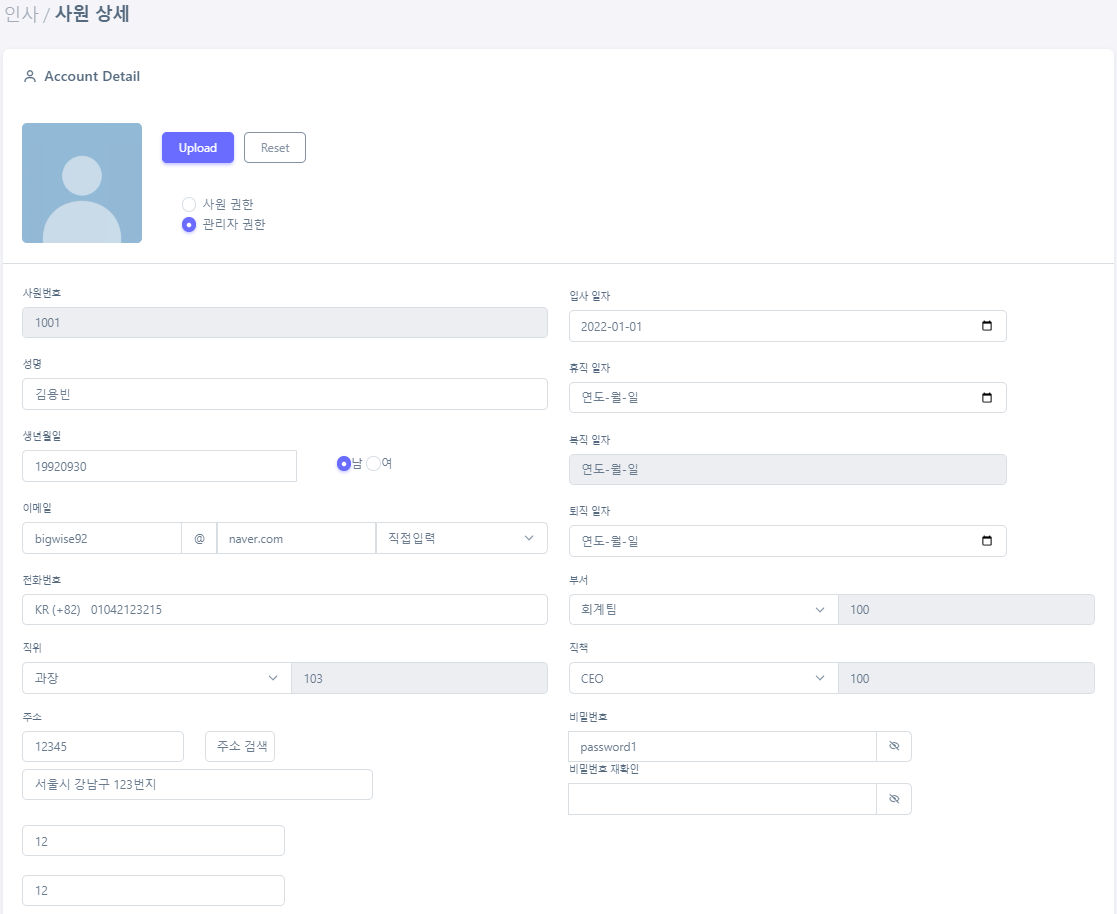 인사 / 사원 상세
Account Detail
Upload
Reset
사원 권한
관리자 권한
사원번호
1001
성명
김용빈
생년월일
19920930
남 여
이메일
bigwise92 @ naver.com 직접입력
전화번호
KR (+82) 01042123215
직위
과장 103
주소
12345 주소 검색
서울시 강남구 123번지
12
12
입사 일자
2022-01-01
휴직 일자
연도-월-일
복직 일자
연도-월-일
퇴직 일자
연도-월-일
부서
회계팀 100
직책
CEO 100
비밀번호
password1
비밀번호 재확인